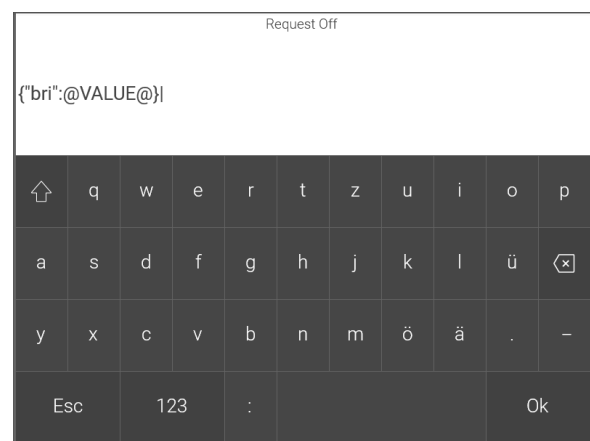 Request Off
{"bri":@VALUE@}|
q w e r t z u i o p
a s d f g h j k l ü
y x c v b n m ö ä . –
Esc 123 : Ok